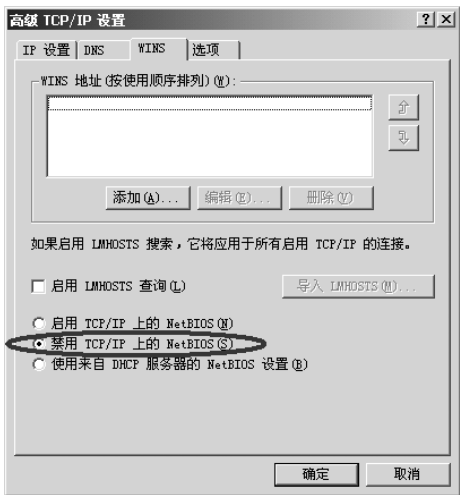 高级 TCP/IP 设置
IP 设置 DNS WINS 选项
WINS 地址(按使用顺序排列)(W):
添加(A)... 编辑(E)... 删除(V)
如果启用 LMHOSTS 搜索，它将应用于所有启用 TCP/IP 的连接。
启用 LMHOSTS 查询(L) 导入 LMHOSTS(M)...
启用 TCP/IP 上的 NetBIOS(N)
禁用 TCP/IP 上的 NetBIOS(S)
使用来自 DHCP 服务器的 NetBIOS 设置(B)
确定 取消